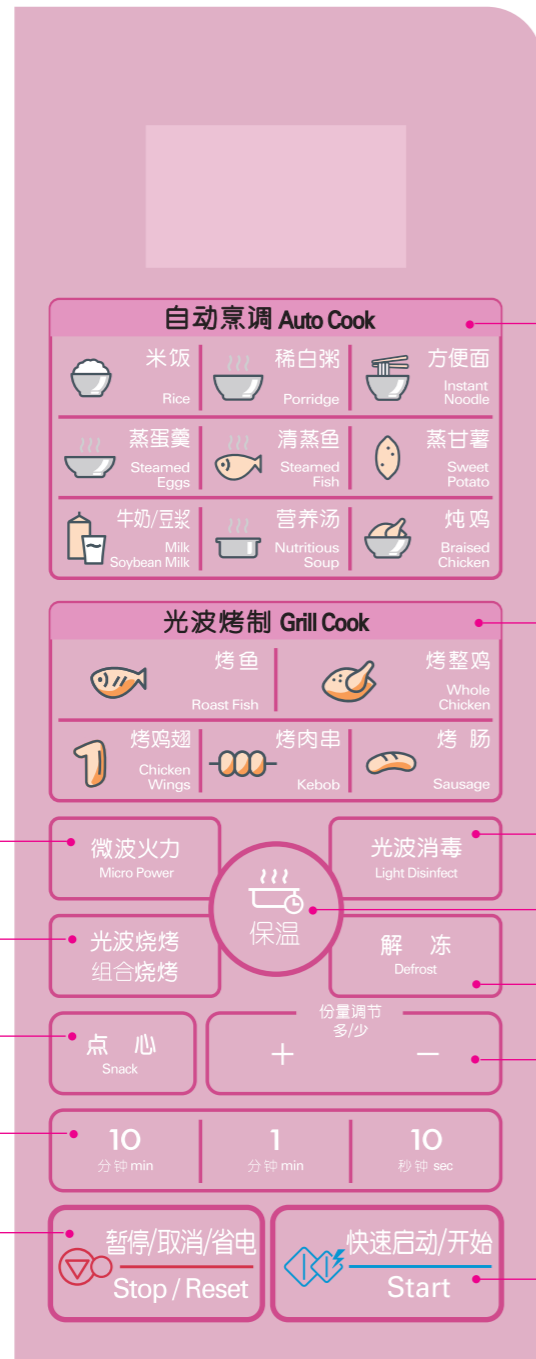 自动烹调 Auto Cook
米饭
Rice
稀白粥
Porridge
方便面
Instant
Noodle
蒸蛋羹
Steamed
Eggs
清蒸鱼
Steamed
Fish
蒸甘薯
Sweet
Potato
牛奶/豆浆
Milk
Soybean Milk
营养汤
Nutritious
Soup
炖鸡
Braised
Chicken
光波烤制 Grill Cook
烤鱼
Roast Fish
烤整鸡
Whole
Chicken
烤鸡翅
Chicken
Wings
烤肉串
Kebob
烤 肠
Sausage
微波火力
Micro Power
光波消毒
Light Disinfect
保温
光波烧烤
组合烧烤
解 冻
Defrost
点 心
Snack
份量调节
多/少
+ −
10
分钟 min
1
分钟 min
10
秒钟 sec
暂停/取消/省电
Stop / Reset
快速启动/开始
Start